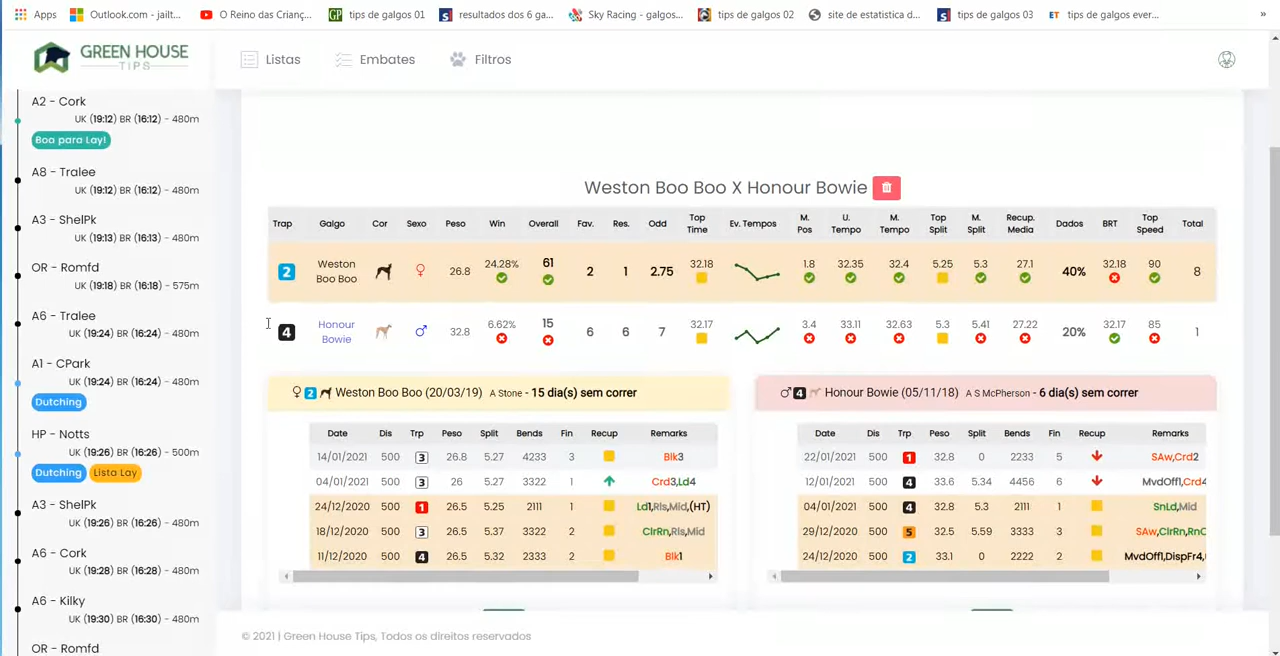 Apps Outlook.com - jailt... O Reino das Crianç... tips de galgos 01 resultados dos 6 ga... Sky Racing - galgos... tips de galgos 02 site de estatistica d... tips de galgos 03 ET tips de galgos ever... »
GREEN HOUSE
TIPS
Listas Embates Filtros
A2 - Cork
UK (19:12) BR (16:12) - 480m
Boa para Lay!
A8 - Tralee
UK (19:12) BR (16:12) - 480m
A3 - ShelPk
UK (19:13) BR (16:13) - 480m
OR - Romfd
UK (19:18) BR (16:18) - 575m
A6 - Tralee
UK (19:24) BR (16:24) - 480m
A1 - CPark
UK (19:24) BR (16:24) - 480m
Dutching
HP - Notts
UK (19:26) BR (16:26) - 500m
Dutching Lista Lay
A3 - ShelPk
UK (19:26) BR (16:26) - 480m
A6 - Cork
UK (19:28) BR (16:28) - 480m
A6 - Kilky
UK (19:30) BR (16:30) - 480m
OR - Romfd
Weston Boo Boo X Honour Bowie
Trap Galgo Cor Sexo Peso Win Overall Fav. Res. Odd Top Time Ev. Tempos M. Pos U. Tempo M. Tempo Top Split M. Split Recup. Media Dados BRT Top Speed Total
2 Weston Boo Boo ♀ 26.8 24.28% 61 2 1 2.75 32.18 1.8 32.35 32.4 5.25 5.3 27.1 40% 32.18 90 8
4 Honour Bowie ♂ 32.8 6.62% 15 6 6 7 32.17 3.4 33.11 32.63 5.3 5.41 27.22 20% 32.17 85 1
♀ 2 Weston Boo Boo (20/03/19) A Stone - 15 dia(s) sem correr
Date Dis Trp Peso Split Bends Fin Recup Remarks
14/01/2021 500 3 26.8 5.27 4233 3 Blk3
04/01/2021 500 3 26 5.27 3322 1 Crd3,Ld4
24/12/2020 500 1 26.5 5.25 2111 1 Ld1,Rls,Mid,(HT)
18/12/2020 500 3 26.5 5.37 3322 2 ClrRn,Rls,Mid
11/12/2020 500 4 26.5 5.32 2333 2 Blk1
♂ 4 Honour Bowie (05/11/18) A S McPherson - 6 dia(s) sem correr
Date Dis Trp Peso Split Bends Fin Recup Remarks
22/01/2021 500 1 32.8 0 2233 5 SAw,Crd2
12/01/2021 500 4 33.6 5.34 4456 6 MvdOff1,Crd4
04/01/2021 500 4 32.8 5.3 2111 1 SnLd,Mid
29/12/2020 500 5 32.5 5.59 3333 3 SAw,ClrRn,RnO
24/12/2020 500 2 33.1 0 2222 2 MvdOff1,DispFr4,
© 2021 | Green House Tips, Todos os direitos reservados